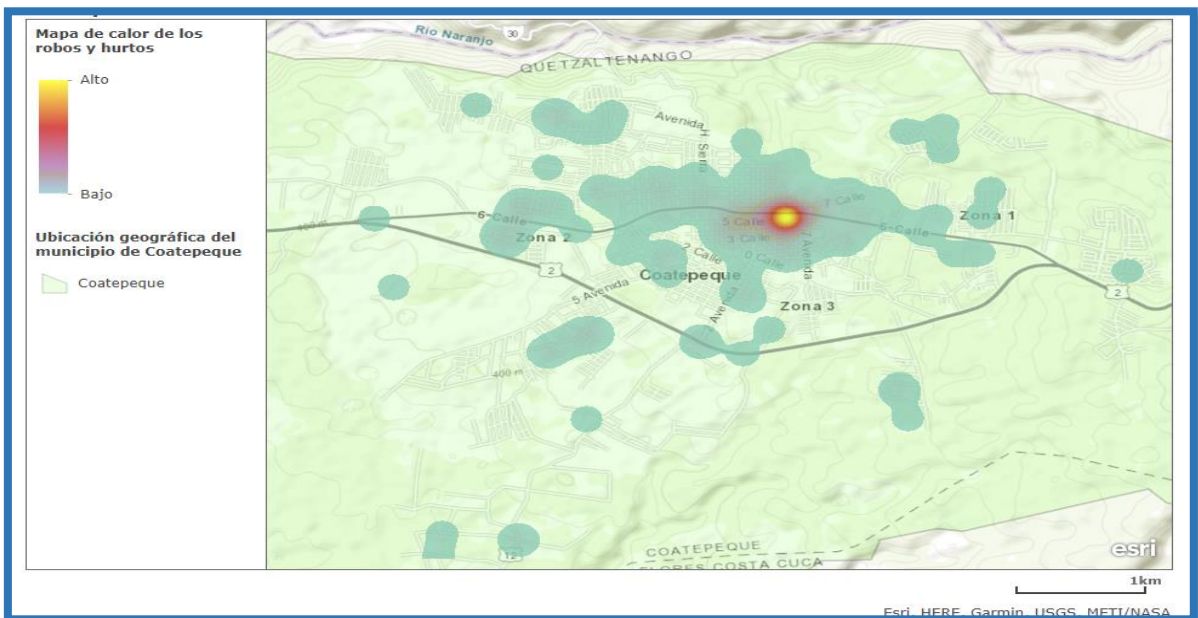 Mapa de calor de los
robos y hurtos
Alto
Bajo
Ubicación geográfica del
municipio de Coatepeque
Coatepeque
Río Naranjo
30
QUETZALTENANGO
Avenida
6-Calle
Zona 2
2
400 m
5 Calle
7 Calle
3 Calle
0 Calle
2 Calle
7 Avenida
6-Calle
Zona 1
Coatepeque
5 Avenida
Avenida
Zona 3
2
400 m
12
COATEPEQUE
FLORES COSTA CUCA
esri
1km
Esri, HERE, Garmin, USGS, METI/NASA